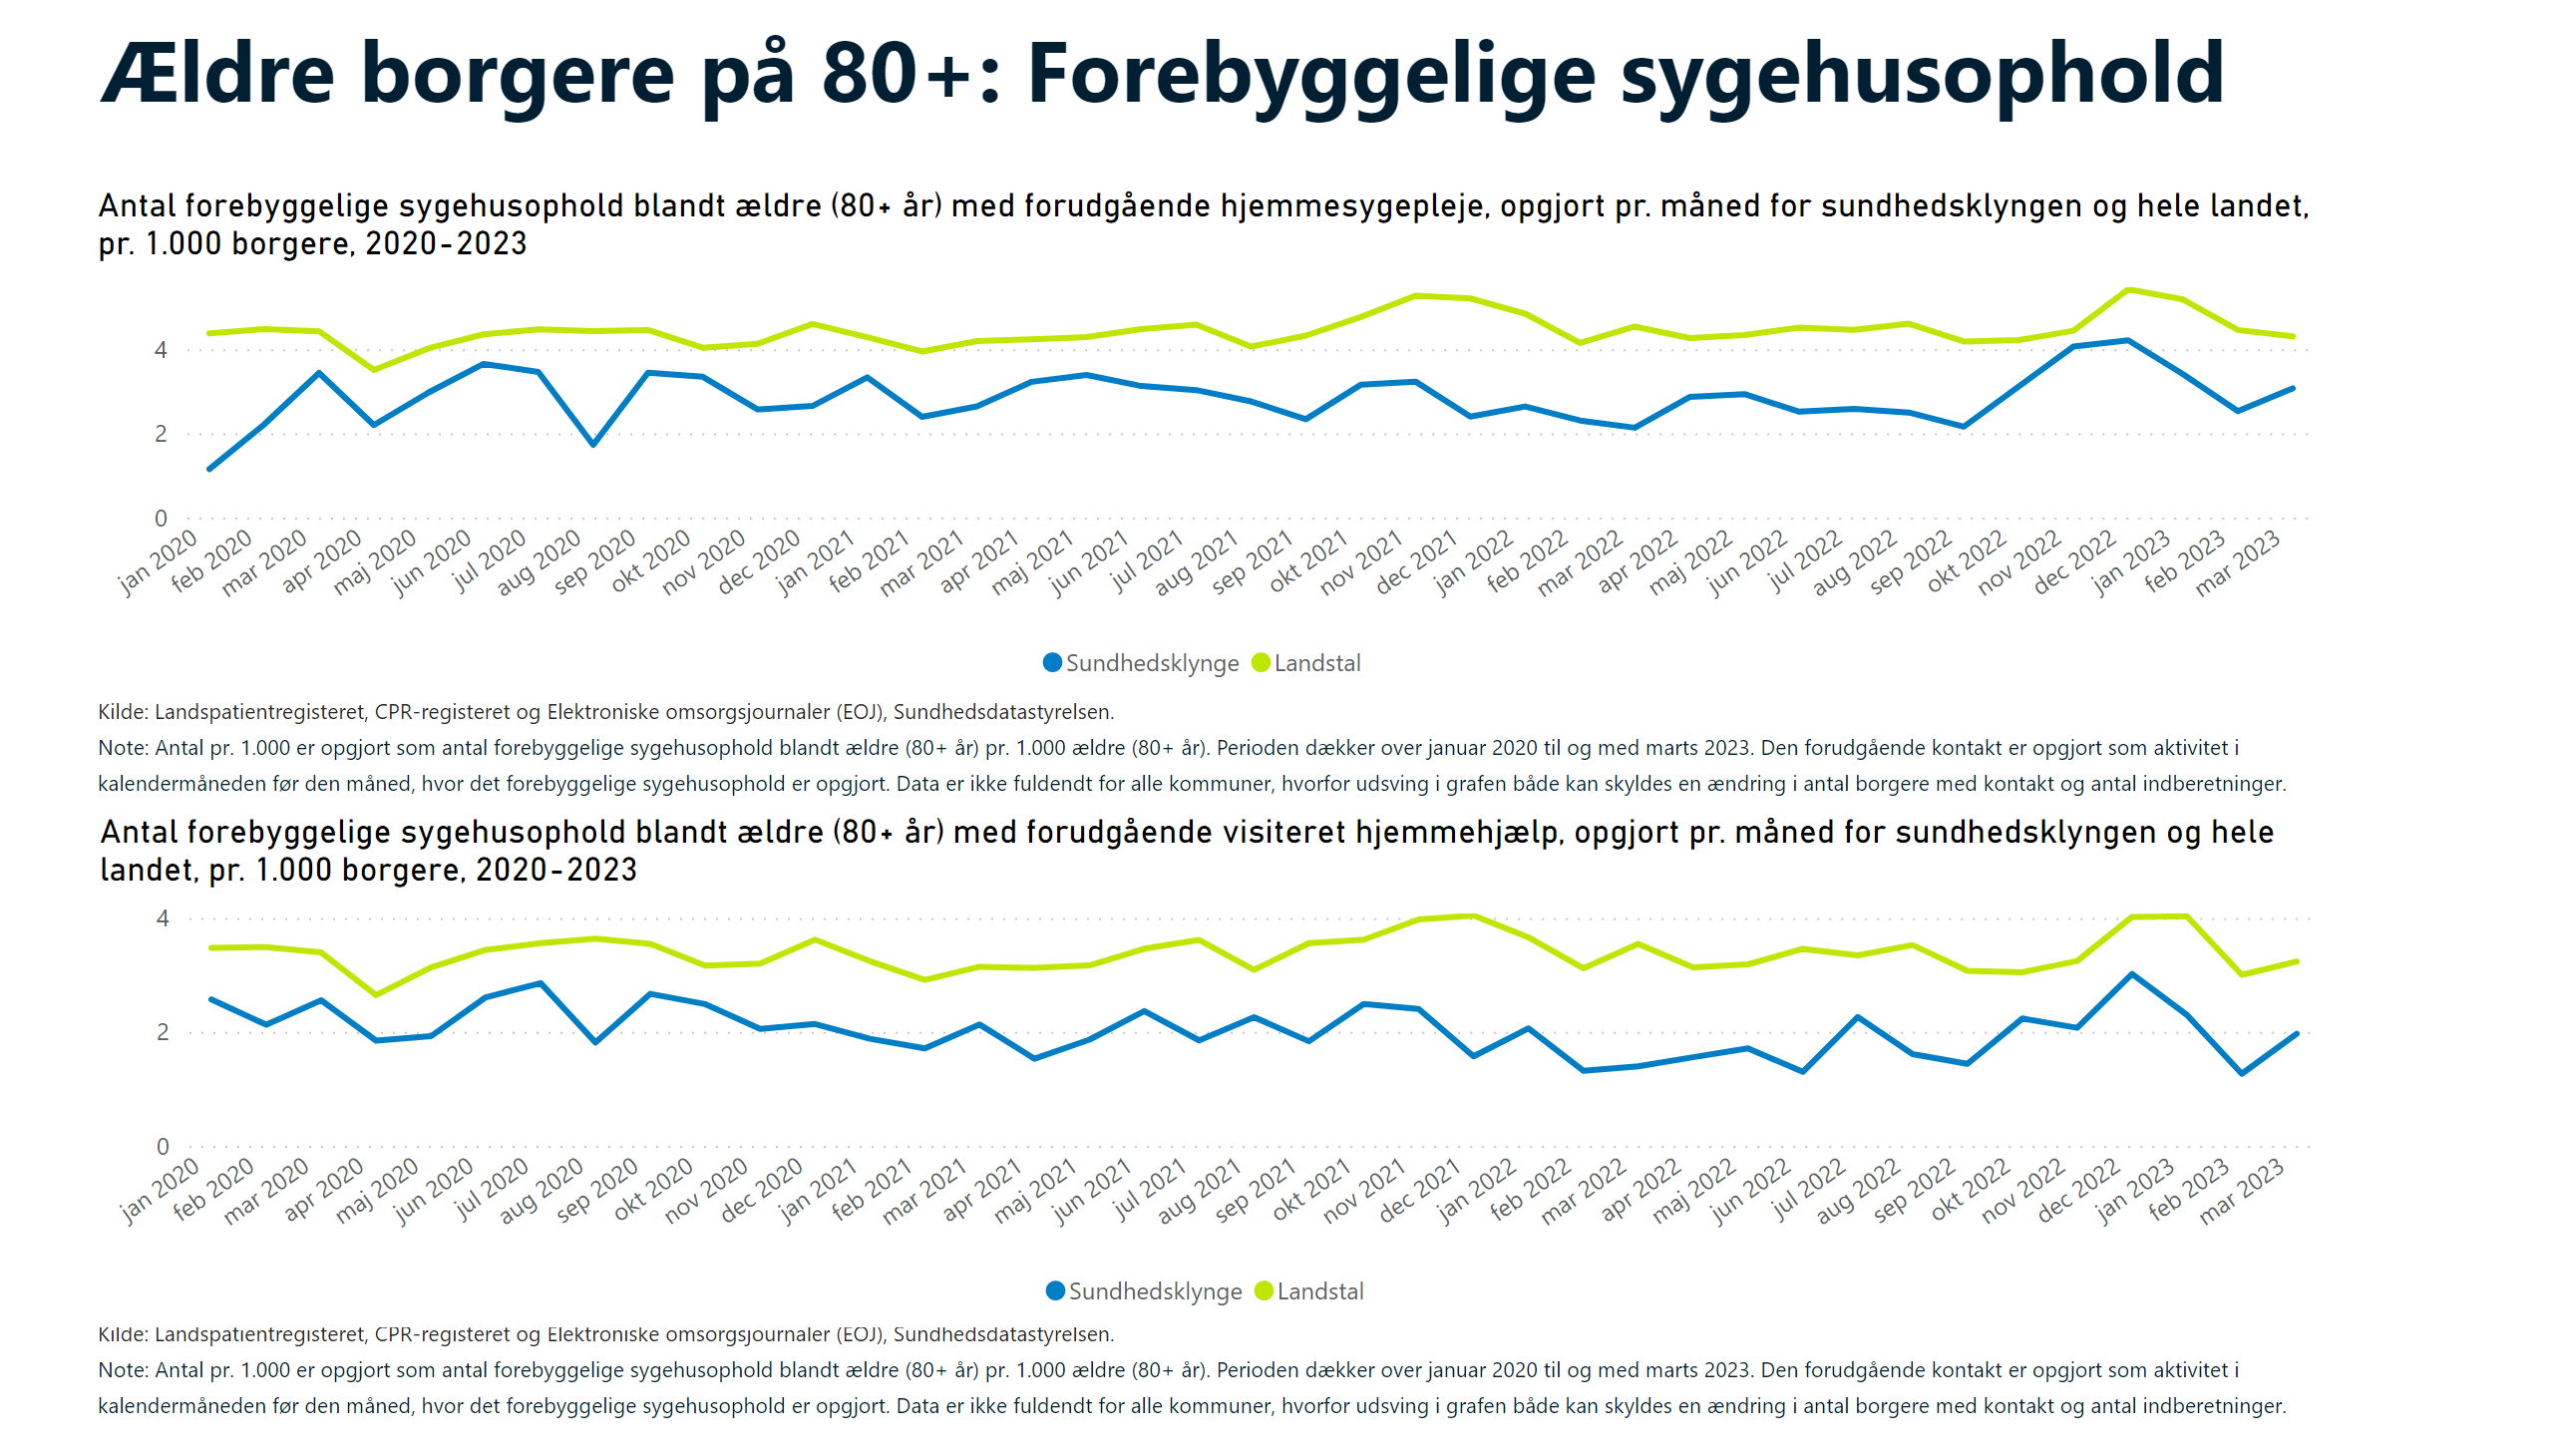 Ældre borgere på 80+: Forebyggelige sygehusophold
Antal forebyggelige sygehusophold blandt ældre (80+ år) med forudgående hjemmesygepleje, opgjort pr. måned for sundhedsklyngen og hele landet,
pr. 1.000 borgere, 2020-2023
4
2
0
jan 2020
feb 2020
mar 2020
apr 2020
maj 2020
jun 2020
jul 2020
aug 2020
sep 2020
okt 2020
nov 2020
dec 2020
jan 2021
feb 2021
mar 2021
apr 2021
maj 2021
jun 2021
jul 2021
aug 2021
sep 2021
okt 2021
nov 2021
dec 2021
jan 2022
feb 2022
mar 2022
apr 2022
maj 2022
jun 2022
jul 2022
aug 2022
sep 2022
okt 2022
nov 2022
dec 2022
jan 2023
feb 2023
mar 2023
Sundhedsklynge Landstal
Kilde: Landspatientregisteret, CPR-registeret og Elektroniske omsorgsjournaler (EOJ), Sundhedsdatastyrelsen.
Note: Antal pr. 1.000 er opgjort som antal forebyggelige sygehusophold blandt ældre (80+ år) pr. 1.000 ældre (80+ år). Perioden dækker over januar 2020 til og med marts 2023. Den forudgående kontakt er opgjort som aktivitet i
kalendermåneden før den måned, hvor det forebyggelige sygehusophold er opgjort. Data er ikke fuldendt for alle kommuner, hvorfor udsving i grafen både kan skyldes en ændring i antal borgere med kontakt og antal indberetninger.
Antal forebyggelige sygehusophold blandt ældre (80+ år) med forudgående visiteret hjemmehjælp, opgjort pr. måned for sundhedsklyngen og hele
landet, pr. 1.000 borgere, 2020-2023
4
2
0
jan 2020
feb 2020
mar 2020
apr 2020
maj 2020
jun 2020
jul 2020
aug 2020
sep 2020
okt 2020
nov 2020
dec 2020
jan 2021
feb 2021
mar 2021
apr 2021
maj 2021
jun 2021
jul 2021
aug 2021
sep 2021
okt 2021
nov 2021
dec 2021
jan 2022
feb 2022
mar 2022
apr 2022
maj 2022
jun 2022
jul 2022
aug 2022
sep 2022
okt 2022
nov 2022
dec 2022
jan 2023
feb 2023
mar 2023
Sundhedsklynge Landstal
Kilde: Landspatientregisteret, CPR-registeret og Elektroniske omsorgsjournaler (EOJ), Sundhedsdatastyrelsen.
Note: Antal pr. 1.000 er opgjort som antal forebyggelige sygehusophold blandt ældre (80+ år) pr. 1.000 ældre (80+ år). Perioden dækker over januar 2020 til og med marts 2023. Den forudgående kontakt er opgjort som aktivitet i
kalendermåneden før den måned, hvor det forebyggelige sygehusophold er opgjort. Data er ikke fuldendt for alle kommuner, hvorfor udsving i grafen både kan skyldes en ændring i antal borgere med kontakt og antal indberetninger.